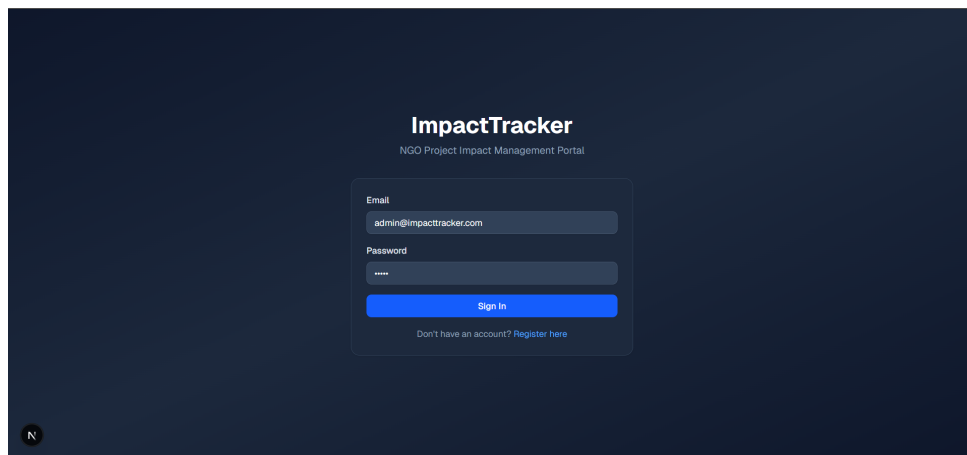 ImpactTracker
NGO Project Impact Management Portal
Email
admin@impacttracker.com
Password
•••••
Sign In
Don't have an account? Register here
N